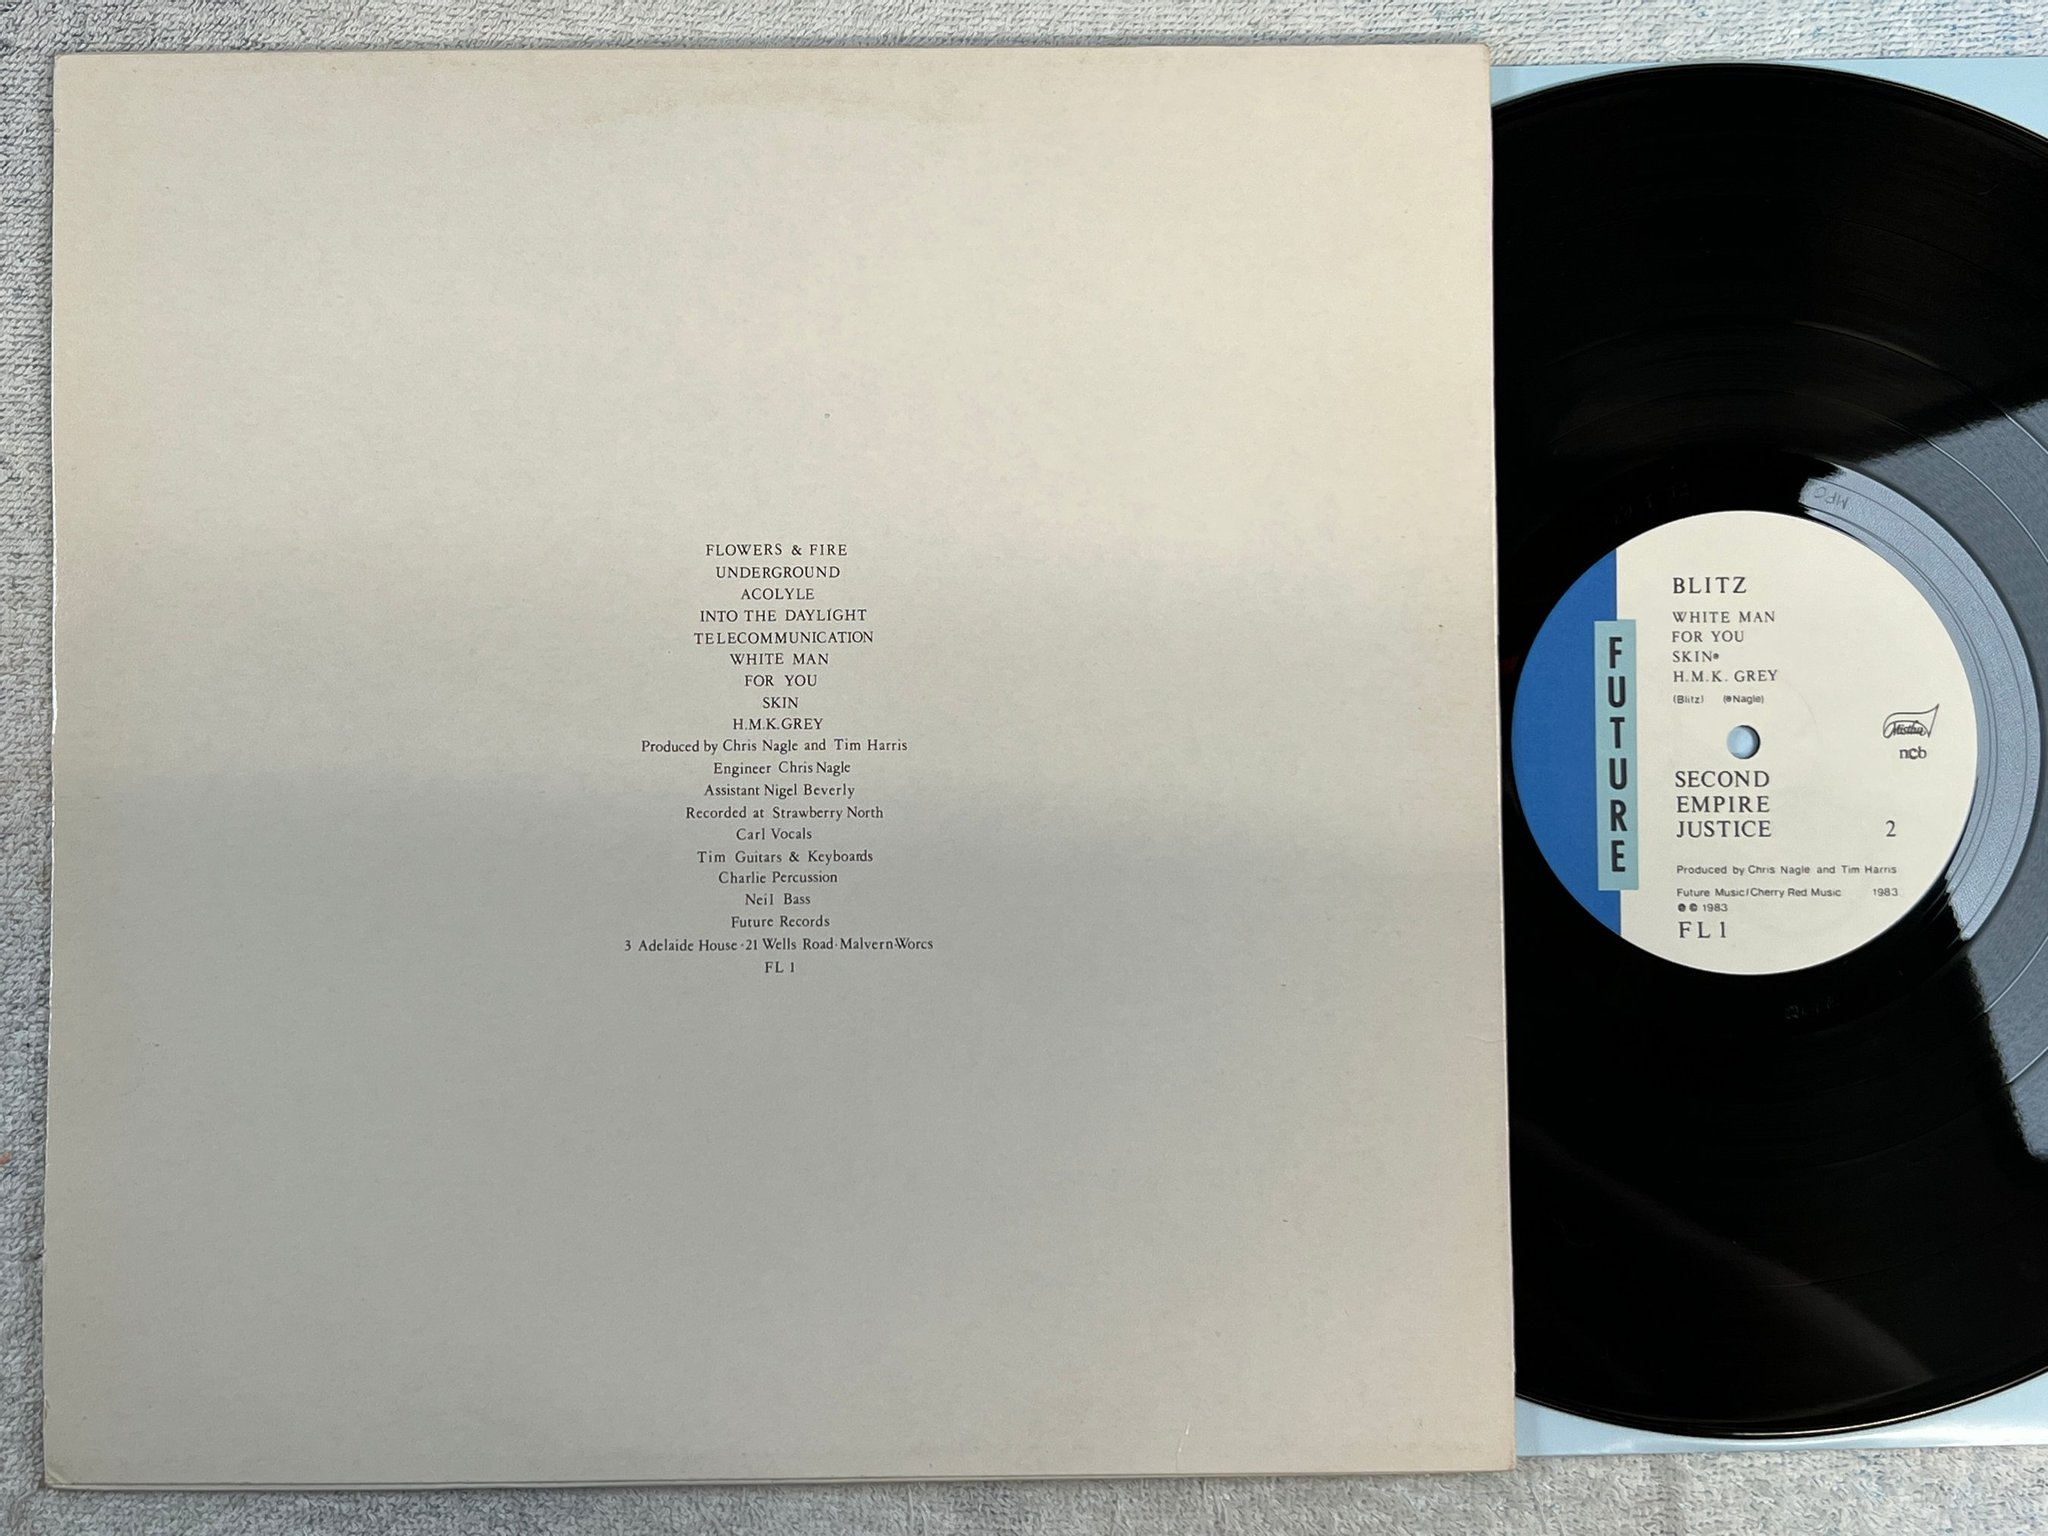 FLOWERS & FIRE
UNDERGROUND
ACOLYLE
INTO THE DAYLIGHT
TELECOMMUNICATION
WHITE MAN
FOR YOU
SKIN
H.M.K.GREY
Produced by Chris Nagle and Tim Harris
Engineer Chris Nagle
Assistant Nigel Beverly
Recorded at Strawberry North
Carl Vocals
Tim Guitars & Keyboards
Charlie Percussion
Neil Bass
Future Records
3 Adelaide House · 21 Wells Road · Malvern·Worcs
FL 1
FUTURE
BLITZ
WHITE MAN
FOR YOU
SKIN®
H.M.K. GREY
(Blitz) (®Nagle)
ncb
SECOND
EMPIRE
JUSTICE 2
Produced by Chris Nagle and Tim Harris
Future Music/Cherry Red Music 1983
℗ © 1983
FL1
MPO